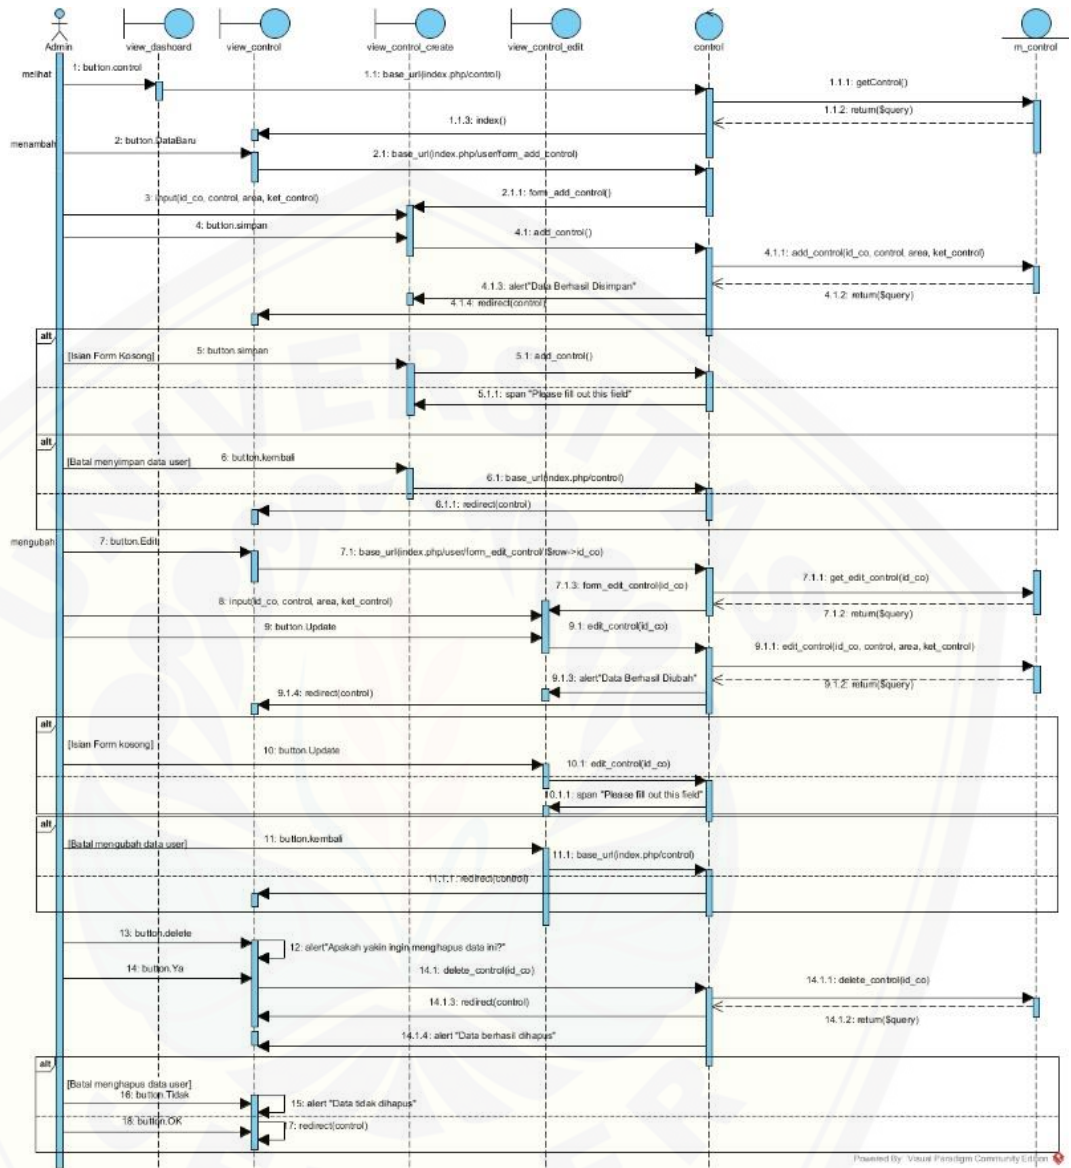 Admin
view_dashoard
view_control
view_control_create
view_control_edit
control
m_control
melihat
1: button.control
1.1: base_url(index.php/control)
1.1.1: getControl()
1.1.2: return($query)
1.1.3: index()
menambah
2: button.DataBaru
2.1: base_url(index.php/user/form_add_control)
2.1.1: form_add_control()
3: input(id_co, control, area, ket_control)
4: button.simpan
4.1: add_control()
4.1.1: add_control(id_co, control, area, ket_control)
4.1.2: return($query)
4.1.3: alert"Data Berhasil Disimpan"
4.1.4: redirect(control)
alt
[Isian Form Kosong]
5: button.simpan
5.1: add_control()
5.1.1: span "Please fill out this field"
alt
[Batal menyimpan data user]
6: button.kembali
6.1: base_url(index.php/control)
6.1.1: redirect(control)
mengubah
7: button.Edit
7.1: base_url(index.php/user/form_edit_control/'.$row->id_co)
7.1.1: get_edit_control(id_co)
7.1.2: return($query)
7.1.3: form_edit_control(id_co)
8: input(id_co, control, area, ket_control)
9: button.Update
9.1: edit_control(id_co)
9.1.1: edit_control(id_co, control, area, ket_control)
9.1.2: return($query)
9.1.3: alert"Data Berhasil Diubah"
9.1.4: redirect(control)
alt
[Isian Form kosong]
10: button.Update
10.1: edit_control(id_co)
10.1.1: span "Please fill out this field"
alt
[Batal mengubah data user]
11: button.kembali
11.1: base_url(index.php/control)
11.1.1: redirect(control)
13: button.delete
12: alert"Apakah yakin ingin menghapus data ini?"
14: button.Ya
14.1: delete_control(id_co)
14.1.1: delete_control(id_co)
14.1.2: return($query)
14.1.3: redirect(control)
14.1.4: alert "Data berhasil dihapus"
alt
[Batal menghapus data user]
16: button.Tidak
15: alert "Data tidak dihapus"
18: button.OK
17: redirect(control)
UNIVERSITAS
Powered By Visual Paradigm Community Edition